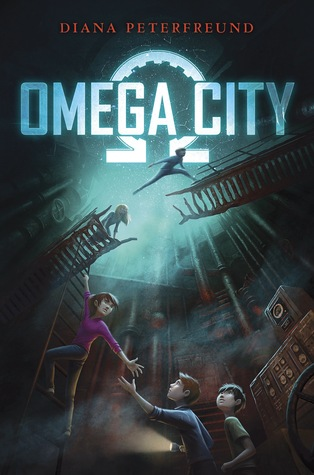 DIANA PETERFREUND
OMEGA CITY